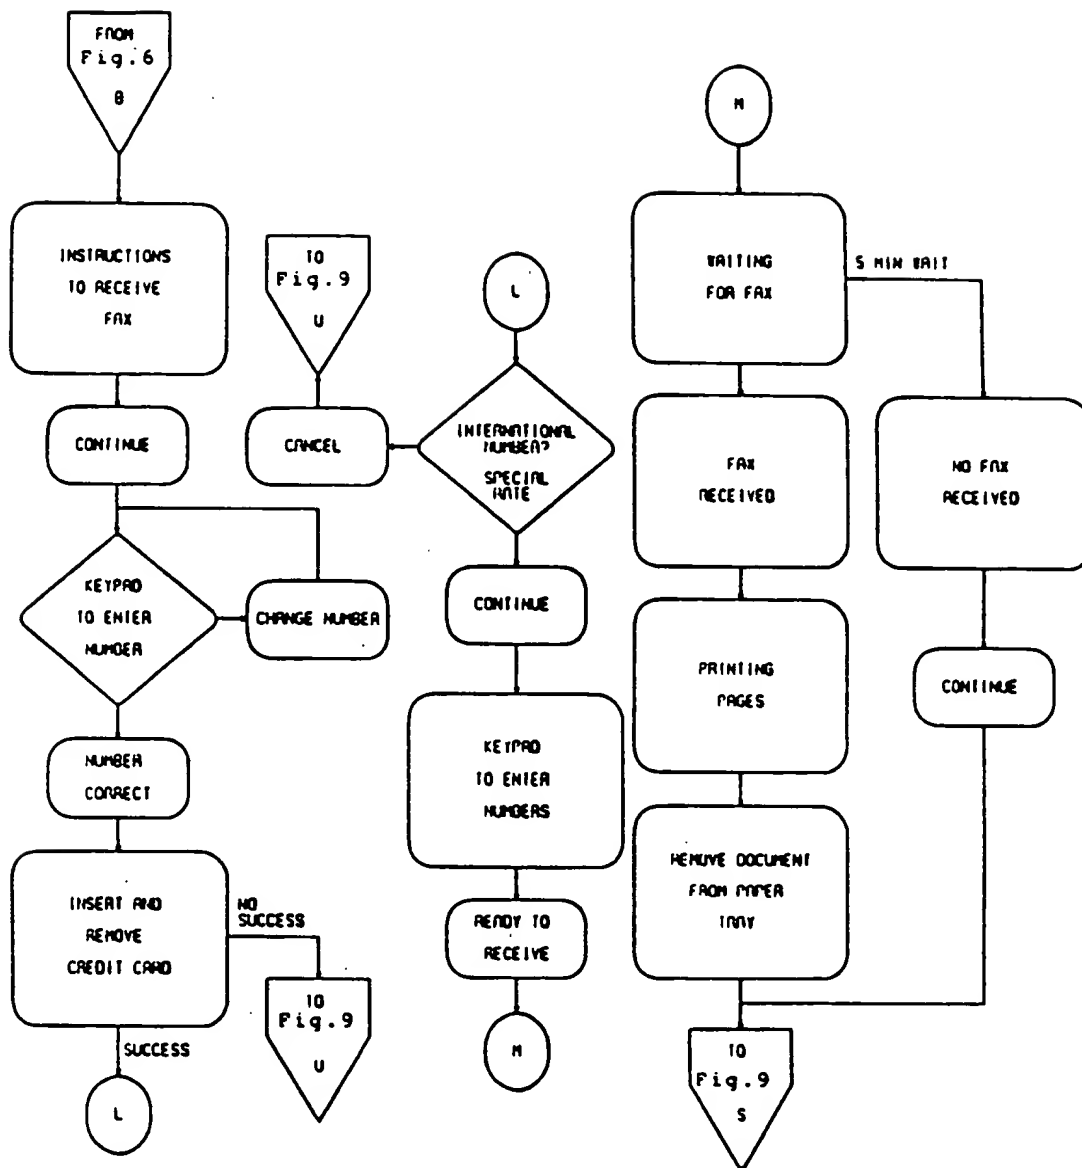 FROM
Fig.6
B
INSTRUCTIONS
TO RECEIVE
FAX
CONTINUE
KEYPAD
TO ENTER
NUMBER
CHANGE NUMBER
NUMBER
CORRECT
INSERT AND
REMOVE
CREDIT CARD
NO
SUCCESS
TO
Fig.9
U
SUCCESS
L
TO
Fig.9
U
CANCEL
L
INTERNATIONAL
NUMBER?
SPECIAL
RATE
CONTINUE
KEYPAD
TO ENTER
NUMBERS
READY TO
RECEIVE
M
M
WAITING
FOR FAX
5 MIN WAIT
FAX
RECEIVED
NO FAX
RECEIVED
PRINTING
PAGES
CONTINUE
REMOVE DOCUMENT
FROM PAPER
TRAY
TO
Fig.9
S